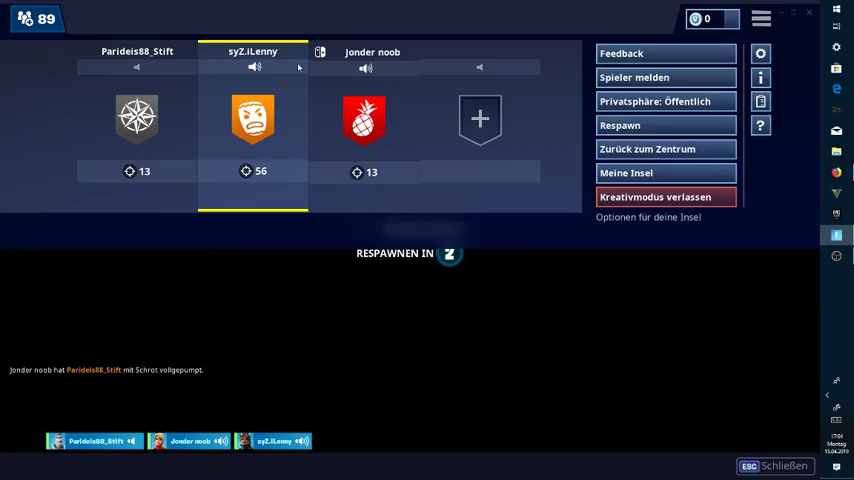 89
0
Parideis88_Stift
syZ.iLenny
Jonder noob
13
56
13
Feedback
Spieler melden
Privatsphäre: Öffentlich
Respawn
Zurück zum Zentrum
Meine Insel
Kreativmodus verlassen
Optionen für deine Insel
RESPAWNEN IN 2
Jonder noob hat Parideis88_Stift mit Schrot vollgepumpt.
Parideis88_Stift
Jonder noob
syZ.iLenny
ESC Schließen
17:04
Montag
15.04.2019